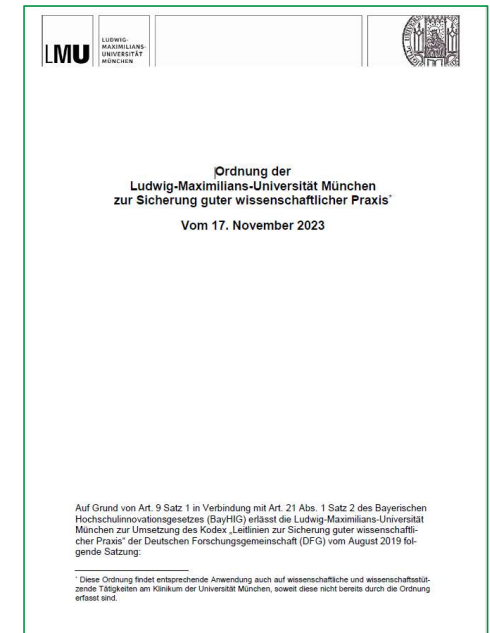 LMU
LUDWIG-
MAXIMILIANS-
UNIVERSITÄT
MÜNCHEN
Ordnung der
Ludwig-Maximilians-Universität München
zur Sicherung guter wissenschaftlicher Praxis*
Vom 17. November 2023
Auf Grund von Art. 9 Satz 1 in Verbindung mit Art. 21 Abs. 1 Satz 2 des Bayerischen
Hochschulinnovationsgesetzes (BayHIG) erlässt die Ludwig-Maximilians-Universität
München zur Umsetzung des Kodex „Leitlinien zur Sicherung guter wissenschaftli-
cher Praxis" der Deutschen Forschungsgemeinschaft (DFG) vom August 2019 fol-
gende Satzung:
* Diese Ordnung findet entsprechende Anwendung auch auf wissenschaftliche und wissenschaftsstüt-
zende Tätigkeiten am Klinikum der Universität München, soweit diese nicht bereits durch die Ordnung
erfasst sind.